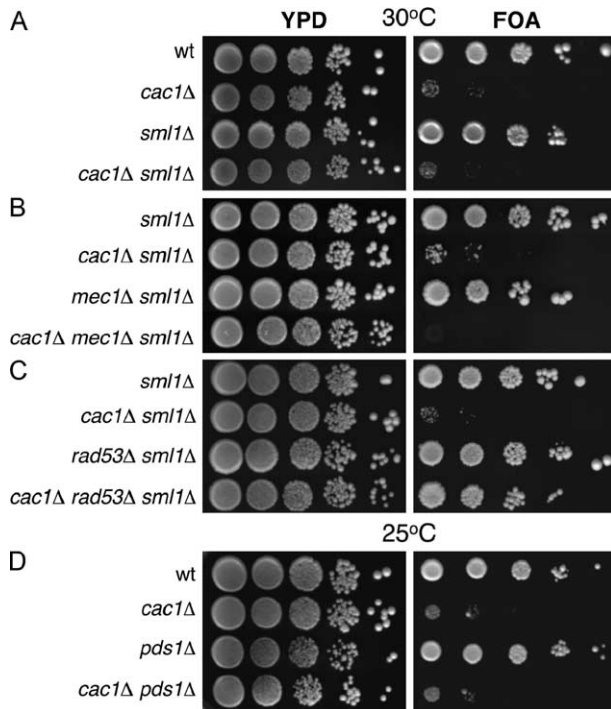 A YPD 30°C FOA
wt
cac1Δ
sml1Δ
cac1Δ sml1Δ
B sml1Δ
cac1Δ sml1Δ
mec1Δ sml1Δ
cac1Δ mec1Δ sml1Δ
C sml1Δ
cac1Δ sml1Δ
rad53Δ sml1Δ
cac1Δ rad53Δ sml1Δ
25°C
D wt
cac1Δ
pds1Δ
cac1Δ pds1Δ